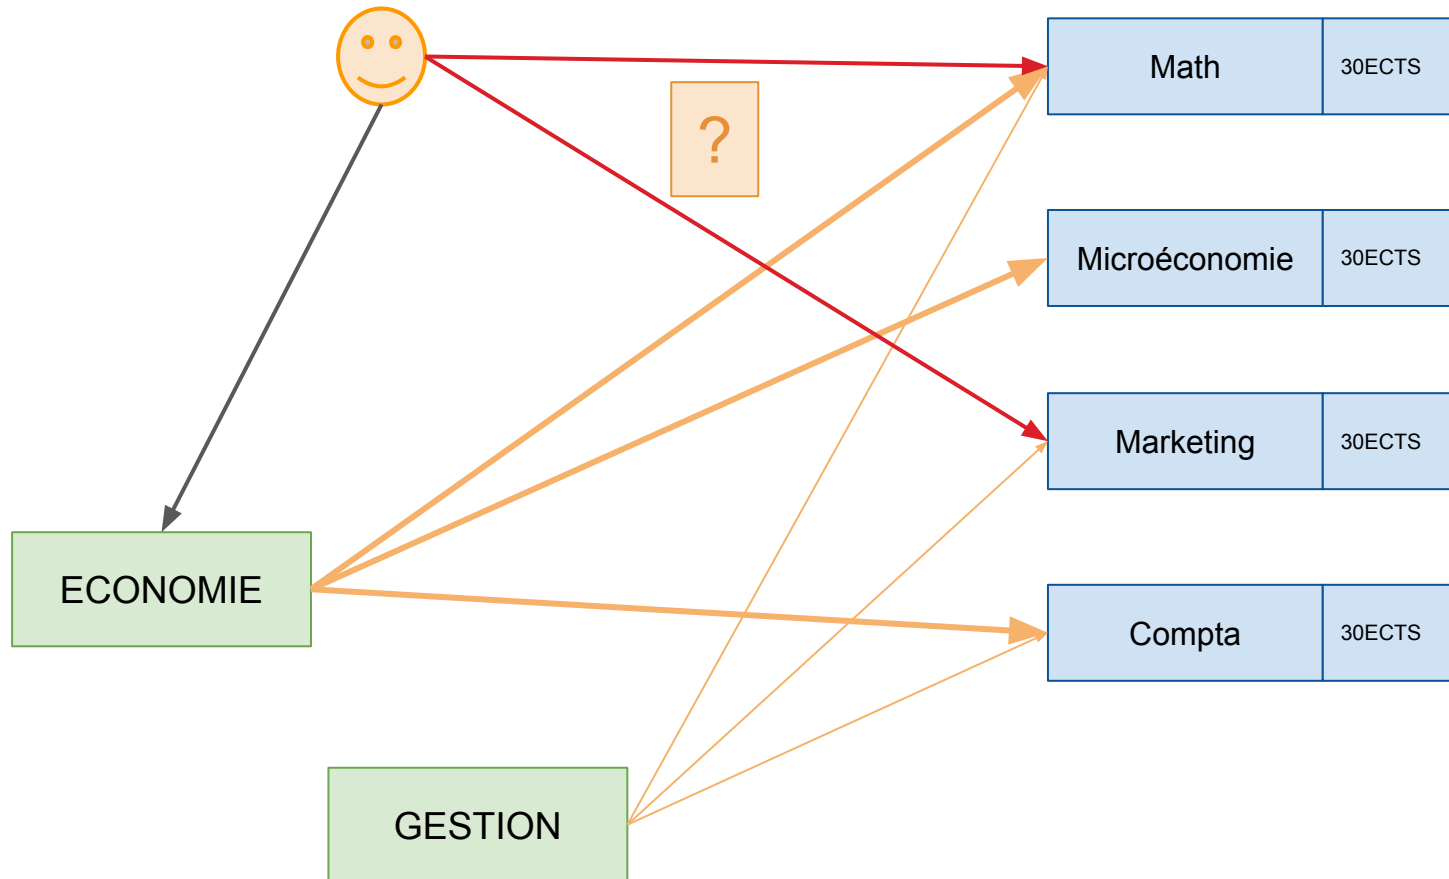 Math 30ECTS
?
Microéconomie 30ECTS
Marketing 30ECTS
ECONOMIE
Compta 30ECTS
GESTION